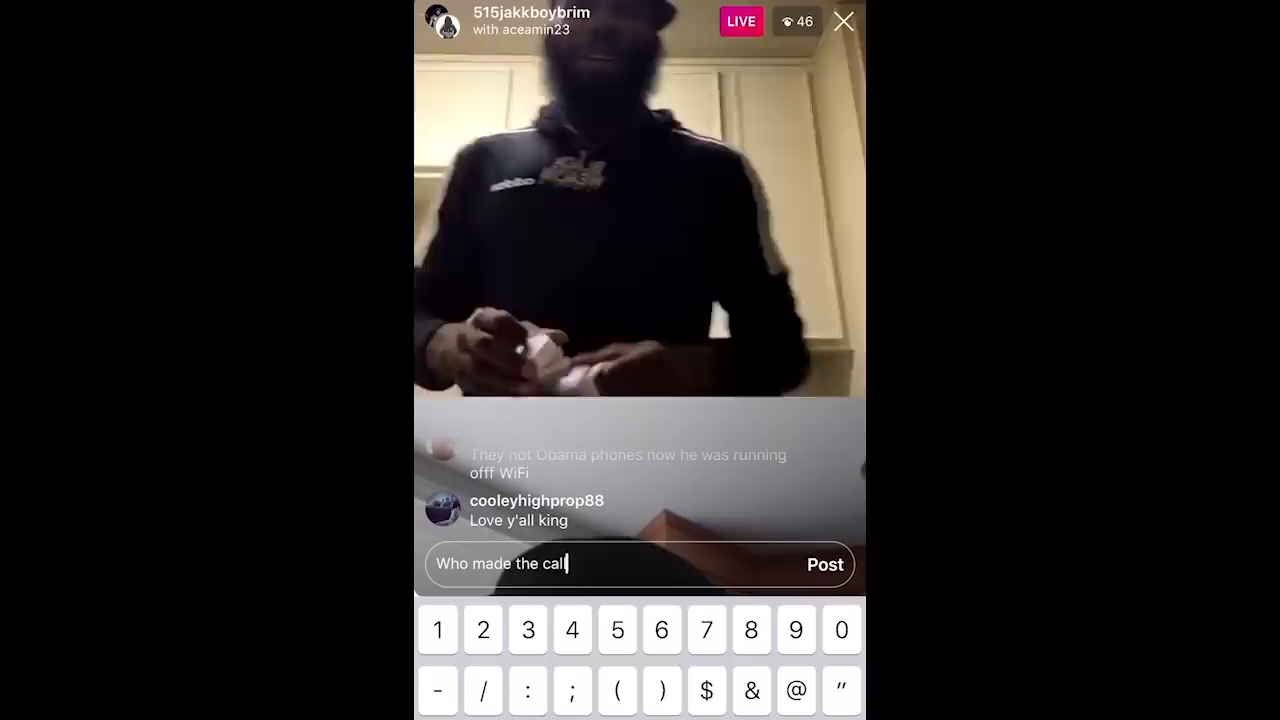 515jakkboybrim
with aceamin23
LIVE
46
They not Obama phones now he was running
offf WiFi
cooleyhighprop88
Love y'all king
Who made the call
Post
1 2 3 4 5 6 7 8 9 0
- / : ; ( ) $ & @ "